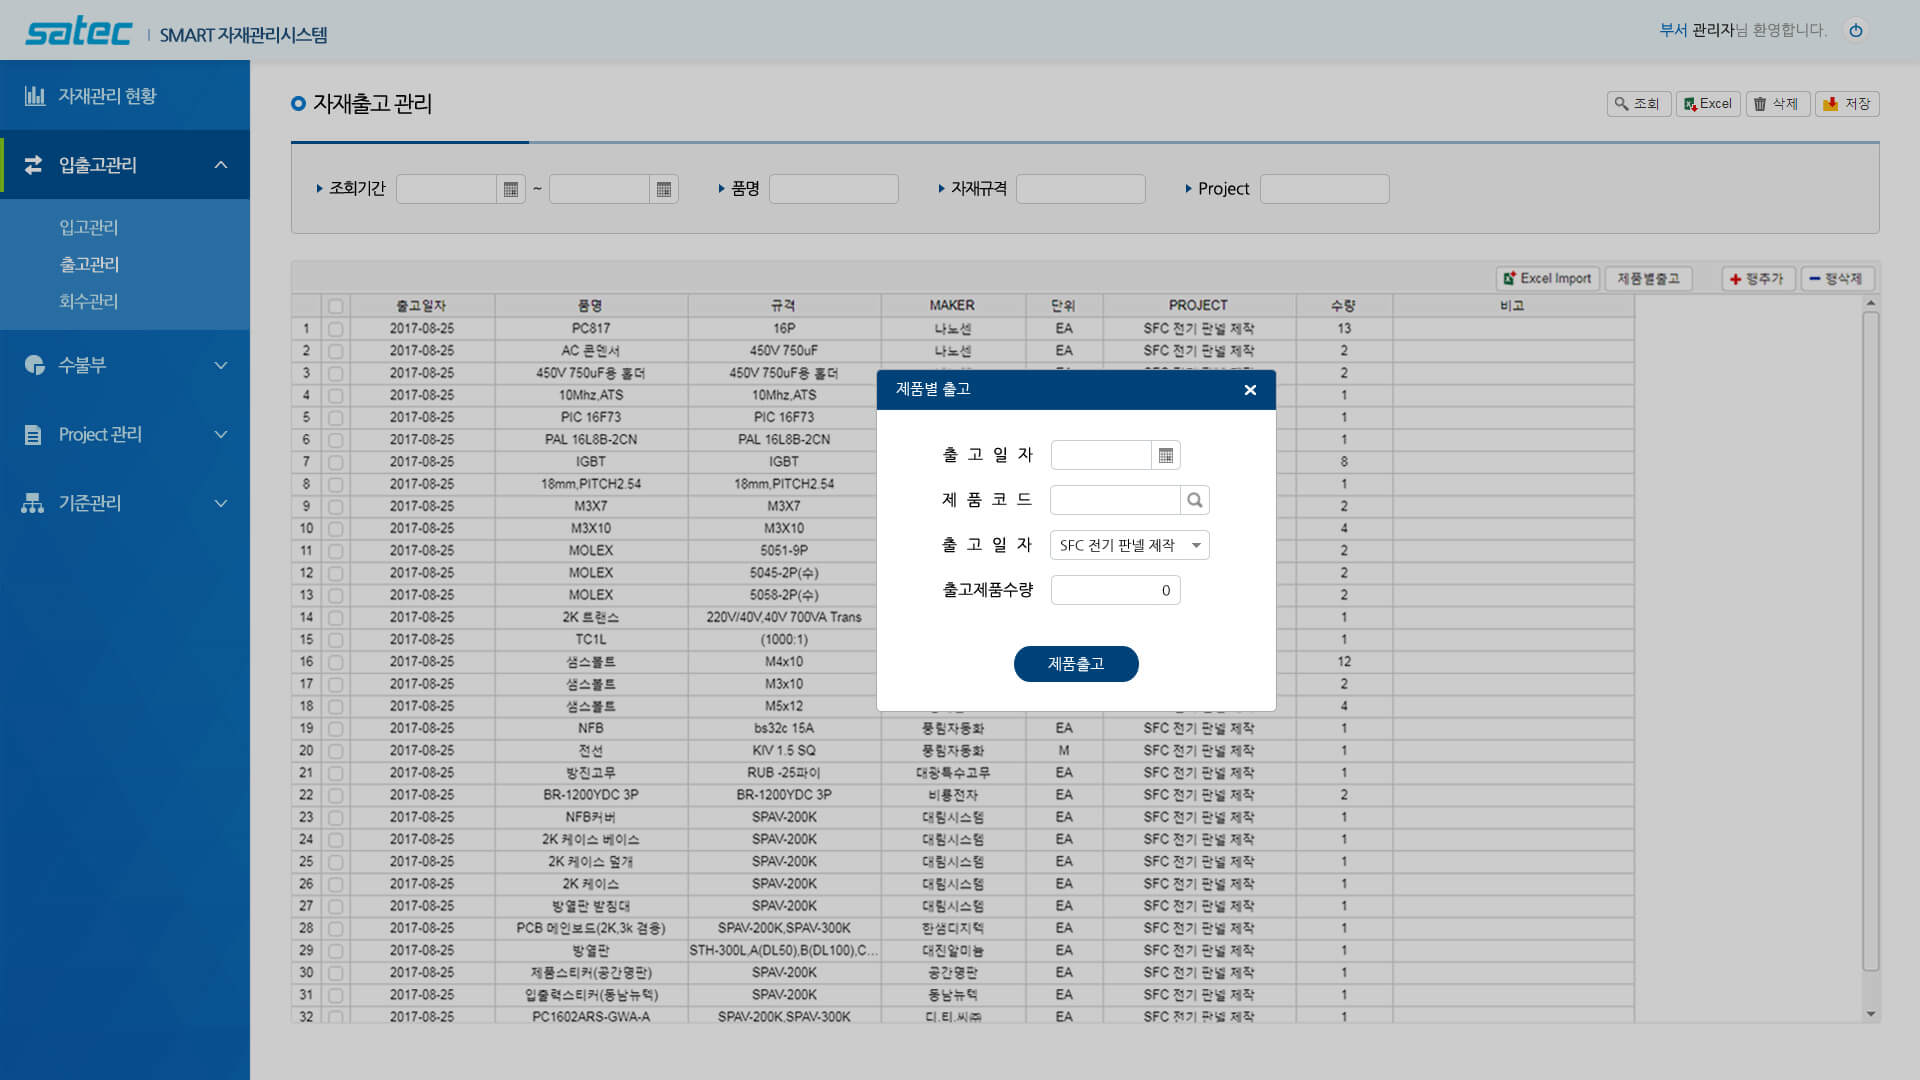 satec | SMART 자재관리시스템
부서 관리자님 환영합니다.
자재관리 현황
입출고관리
입고관리
출고관리
회수관리
수불부
Project 관리
기준관리
자재출고 관리
조회 Excel 삭제 저장
조회기간 ~ 품명 자재규격 Project
Excel Import 제품별출고 행추가 행삭제
출고일자 품명 규격 MAKER 단위 PROJECT 수량 비고
1 2017-08-25 PC817 16P 나노센 EA SFC 전기 판넬 제작 13
2 2017-08-25 AC 콘덴서 450V 750uF 나노센 EA SFC 전기 판넬 제작 2
3 2017-08-25 450V 750uF용 홀더 450V 750uF용 홀더 2
4 2017-08-25 10Mhz,ATS 10Mhz,ATS 1
5 2017-08-25 PIC 16F73 PIC 16F73 1
6 2017-08-25 PAL 16L8B-2CN PAL 16L8B-2CN 1
7 2017-08-25 IGBT IGBT 8
8 2017-08-25 18mm,PITCH2.54 18mm,PITCH2.54 1
9 2017-08-25 M3X7 M3X7 2
10 2017-08-25 M3X10 M3X10 4
11 2017-08-25 MOLEX 5051-9P 2
12 2017-08-25 MOLEX 5045-2P(수) 2
13 2017-08-25 MOLEX 5058-2P(수) 2
14 2017-08-25 2K 트랜스 220V/40V,40V 700VA Trans 1
15 2017-08-25 TC1L (1000:1) 1
16 2017-08-25 샘스볼트 M4x10 12
17 2017-08-25 샘스볼트 M3x10 2
18 2017-08-25 샘스볼트 M5x12 4
19 2017-08-25 NFB bs32c 15A 풍림자동화 EA SFC 전기 판넬 제작 1
20 2017-08-25 전선 KIV 1.5 SQ 풍림자동화 M SFC 전기 판넬 제작 1
21 2017-08-25 방진고무 RUB -25파이 대광특수고무 EA SFC 전기 판넬 제작 1
22 2017-08-25 BR-1200YDC 3P BR-1200YDC 3P 비룡전자 EA SFC 전기 판넬 제작 2
23 2017-08-25 NFB커버 SPAV-200K 대림시스템 EA SFC 전기 판넬 제작 1
24 2017-08-25 2K 케이스 베이스 SPAV-200K 대림시스템 EA SFC 전기 판넬 제작 1
25 2017-08-25 2K 케이스 덮개 SPAV-200K 대림시스템 EA SFC 전기 판넬 제작 1
26 2017-08-25 2K 케이스 SPAV-200K 대림시스템 EA SFC 전기 판넬 제작 1
27 2017-08-25 방열판 받침대 SPAV-200K 대림시스템 EA SFC 전기 판넬 제작 1
28 2017-08-25 PCB 메인보드(2K,3k 겸용) SPAV-200K,SPAV-300K 한샘디지텍 EA SFC 전기 판넬 제작 1
29 2017-08-25 방열판 STH-300L,A(DL50),B(DL100),C... 대진알미늄 EA SFC 전기 판넬 제작 1
30 2017-08-25 제품스티커(공간명판) SPAV-200K 공간명판 EA SFC 전기 판넬 제작 1
31 2017-08-25 입출력스티커(동남뉴텍) SPAV-200K 동남뉴텍 EA SFC 전기 판넬 제작 1
32 2017-08-25 PC1602ARS-GWA-A SPAV-200K,SPAV-300K 디.티.씨㈜ EA SFC 전기 판넬 제작 1
제품별 출고
출 고 일 자
제 품 코 드
출 고 일 자 SFC 전기 판넬 제작
출고제품수량 0
제품출고